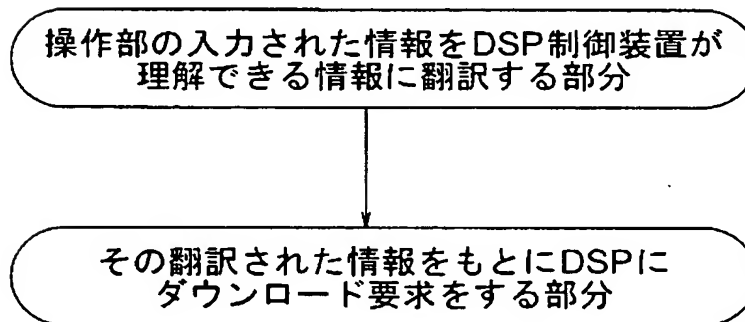 操作部の入力された情報をDSP制御装置が
理解できる情報に翻訳する部分
その翻訳された情報をもとにDSPに
ダウンロード要求をする部分